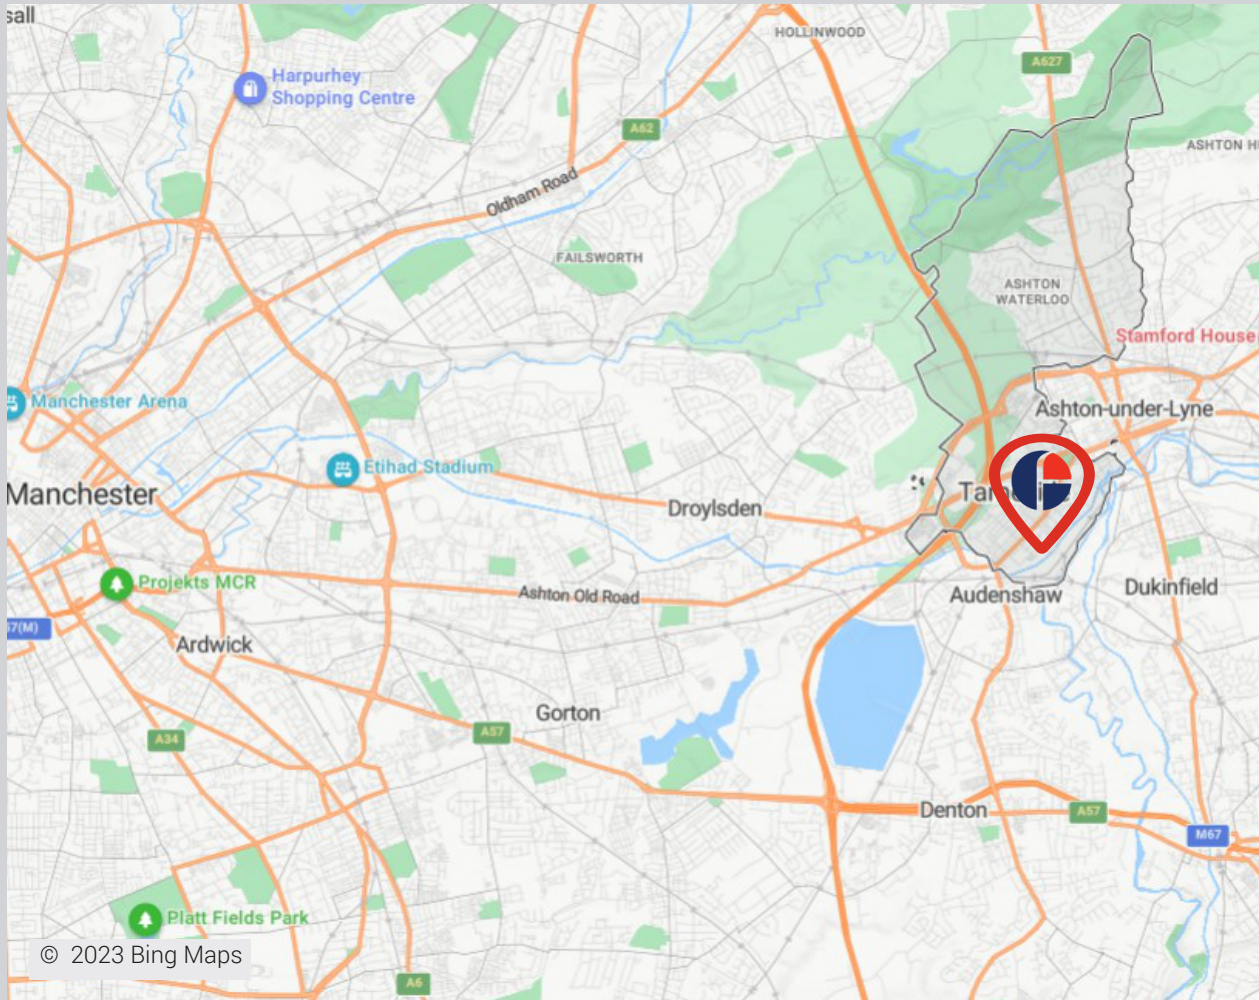 sall
HOLLINWOOD
A627
Harpurhey
Shopping Centre
A62
ASHTON
Oldham Road
FAILSWORTH
ASHTON
WATERLOO
Stamford House
Manchester Arena
Ashton-under-Lyne
Etihad Stadium
Manchester
Droylsden
Projekts MCR
Ashton Old Road
Audenshaw
Dukinfield
57(M)
Ardwick
Gorton
A57
A34
Denton
A57
M67
Platt Fields Park
© 2023 Bing Maps
A6